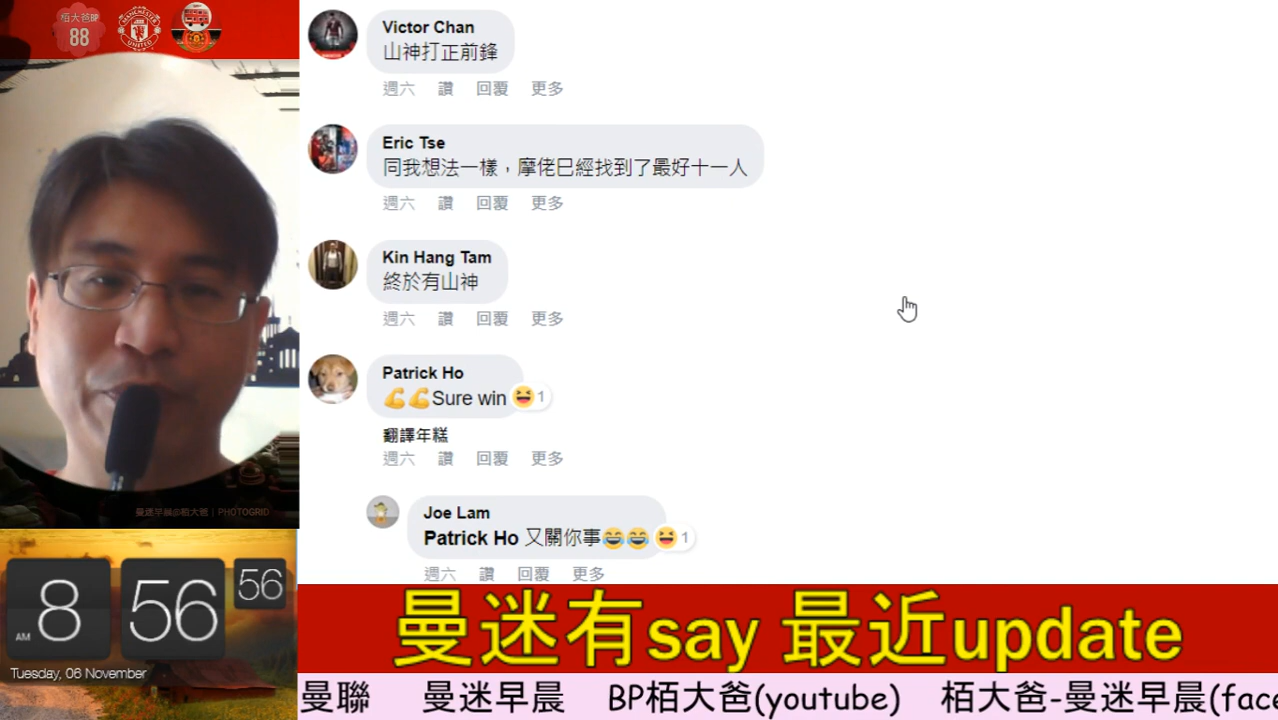 栢大爸吧
88
MANCHESTER
UNITED
Victor Chan
山神打正前鋒
週六 讚 回覆 更多
Eric Tse
同我想法一樣，摩佬巳經找到了最好十一人
週六 讚 回覆 更多
Kin Hang Tam
終於有山神
週六 讚 回覆 更多
Patrick Ho
💪💪Sure win 😆 1
翻譯年糕
週六 讚 回覆 更多
Joe Lam
Patrick Ho 又關你事😂😂 😆 1
週六 讚 回覆 更多
曼迷早晨@栢大爸 | PHOTOGRID
AM 8 56 56
Tuesday, 06 November
曼迷有say 最近update
曼聯 曼迷早晨 BP栢大爸(youtube) 栢大爸-曼迷早晨(face